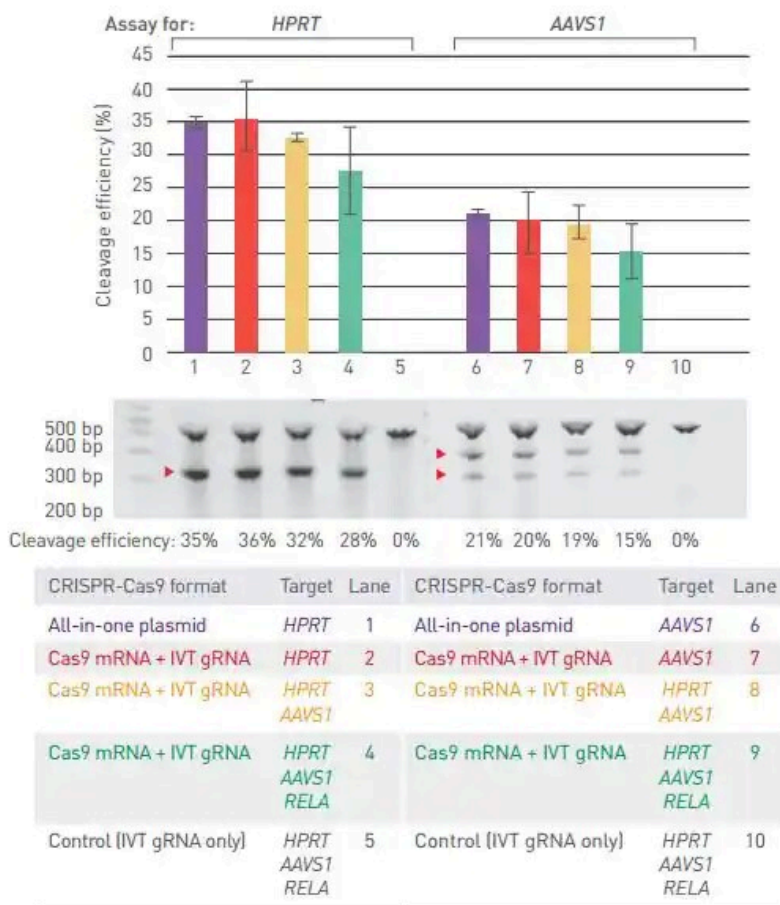 Assay for: HPRT AAVS1
45
40
35
30
25
20
15
10
5
0
Cleavage efficiency (%)
1 2 3 4 5 6 7 8 9 10
500 bp
400 bp
300 bp
200 bp
Cleavage efficiency: 35% 36% 32% 28% 0% 21% 20% 19% 15% 0%
CRISPR-Cas9 format Target Lane CRISPR-Cas9 format Target Lane
All-in-one plasmid HPRT 1 All-in-one plasmid AAVS1 6
Cas9 mRNA + IVT gRNA HPRT 2 Cas9 mRNA + IVT gRNA AAVS1 7
Cas9 mRNA + IVT gRNA HPRT 3 Cas9 mRNA + IVT gRNA HPRT 8
AAVS1 AAVS1
Cas9 mRNA + IVT gRNA HPRT 4 Cas9 mRNA + IVT gRNA HPRT 9
AAVS1 AAVS1
RELA RELA
Control (IVT gRNA only) HPRT 5 Control (IVT gRNA only) HPRT 10
AAVS1 AAVS1
RELA RELA